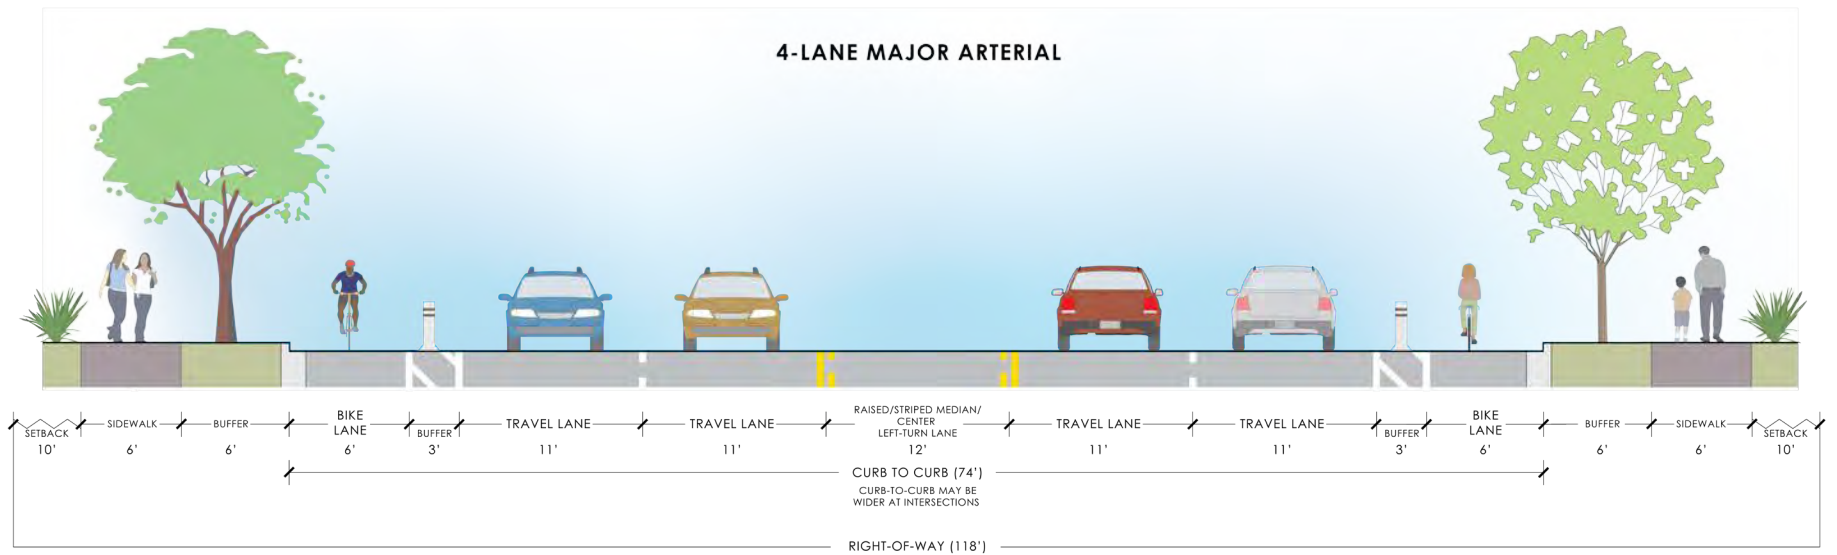 4-LANE MAJOR ARTERIAL
SETBACK
10'
SIDEWALK
6'
BUFFER
6'
BIKE
LANE
6'
BUFFER
3'
TRAVEL LANE
11'
TRAVEL LANE
11'
RAISED/STRIPED MEDIAN/
CENTER
LEFT-TURN LANE
12'
TRAVEL LANE
11'
TRAVEL LANE
11'
BUFFER
3'
BIKE
LANE
6'
BUFFER
6'
SIDEWALK
6'
SETBACK
10'
CURB TO CURB (74')
CURB-TO-CURB MAY BE
WIDER AT INTERSECTIONS
RIGHT-OF-WAY (118')